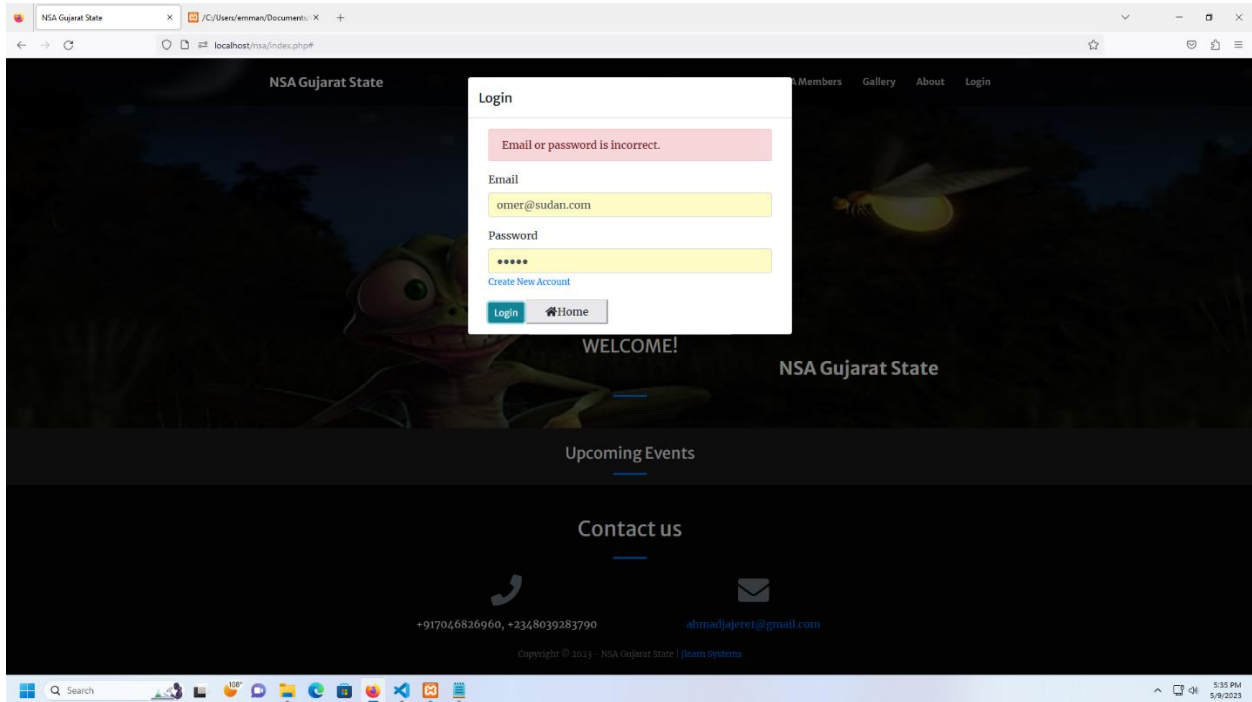 NSA Gujarat State
/C:/Users/emman/Documents/
localhost/nsa/index.php#
NSA Gujarat State
Members Gallery About Login
Login
Email or password is incorrect.
Email
omer@sudan.com
Password
•••••
Create New Account
Login Home
WELCOME!
NSA Gujarat State
Upcoming Events
Contact us
+917046826960, +2348039283790
ahmadjajere1@gmail.com
Copyright © 2023 - NSA Gujarat State | Jlearn Systems
Search
108°
5:35 PM
5/9/2023